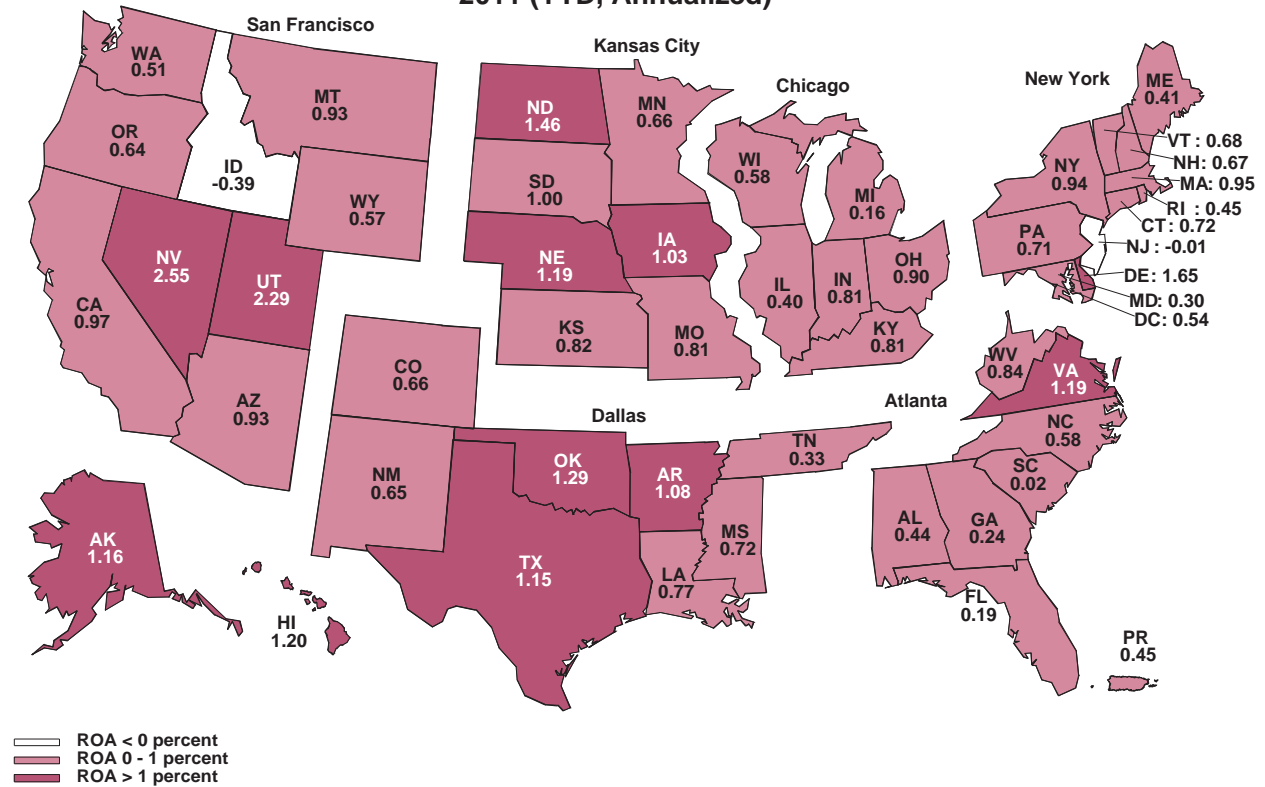 2011 (YTD, Annualized)
San Francisco
Kansas City
Chicago
New York
WA
0.51
MT
0.93
OR
0.64
ID
-0.39
WY
0.57
NV
2.55
UT
2.29
CA
0.97
AZ
0.93
ND
1.46
MN
0.66
SD
1.00
NE
1.19
IA
1.03
KS
0.82
MO
0.81
WI
0.58
MI
0.16
IL
0.40
IN
0.81
OH
0.90
KY
0.81
ME
0.41
NY
0.94
VT : 0.68
NH: 0.67
MA: 0.95
RI : 0.45
CT: 0.72
NJ : -0.01
PA
0.71
DE: 1.65
MD: 0.30
DC: 0.54
CO
0.66
NM
0.65
Dallas
OK
1.29
AR
1.08
TX
1.15
LA
0.77
MS
0.72
TN
0.33
Atlanta
WV
0.84
VA
1.19
NC
0.58
SC
0.02
AL
0.44
GA
0.24
FL
0.19
PR
0.45
AK
1.16
HI
1.20
ROA < 0 percent
ROA 0 - 1 percent
ROA > 1 percent